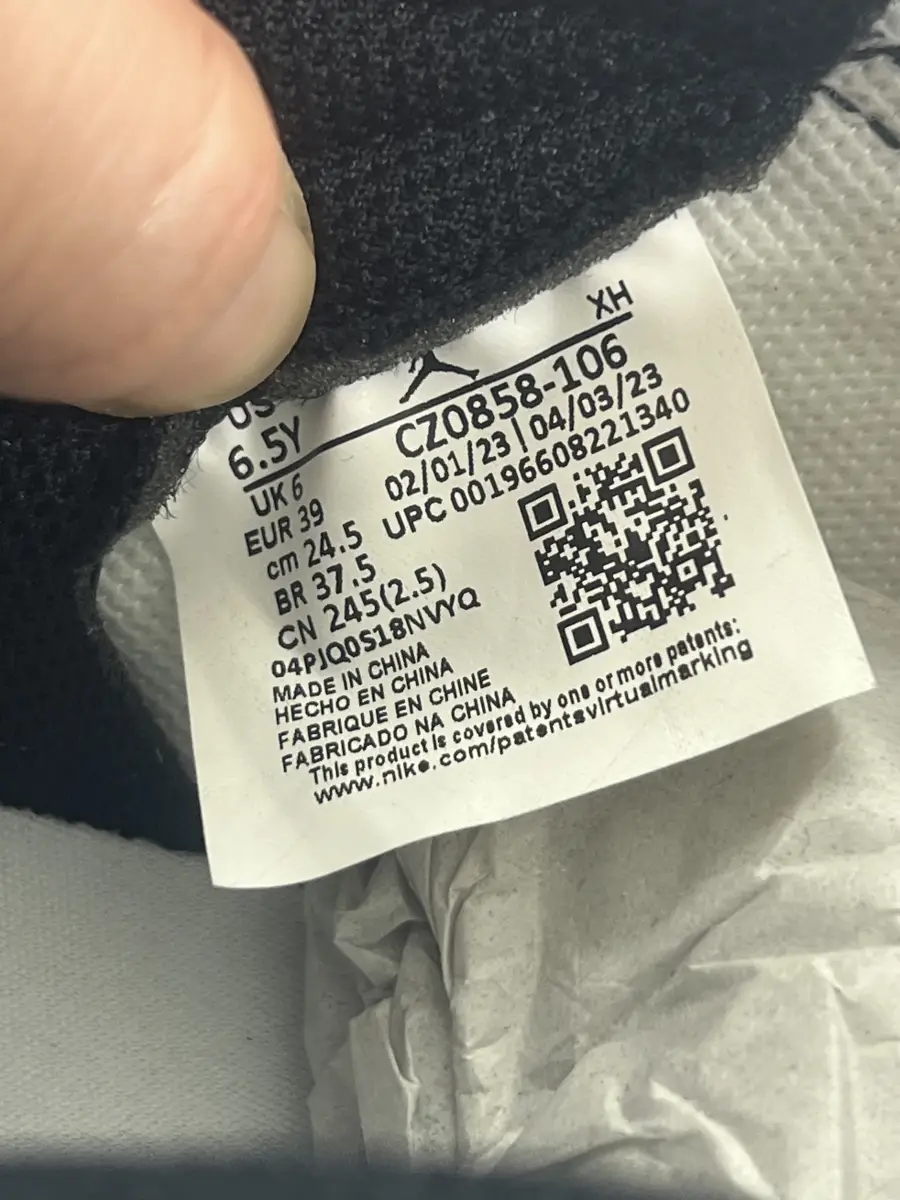 XH
US
6.5Y
CZ0858-106
UK 6
02/01/23 | 04/03/23
EUR 39
UPC 00196608221340
cm 24.5
BR 37.5
CN 245(2.5)
04PJQ0S18NVYQ
MADE IN CHINA
HECHO EN CHINA
FABRIQUE EN CHINE
FABRICADO NA CHINA
This product is covered by one or more patents:
www.nike.com/patentsvirtualmarking